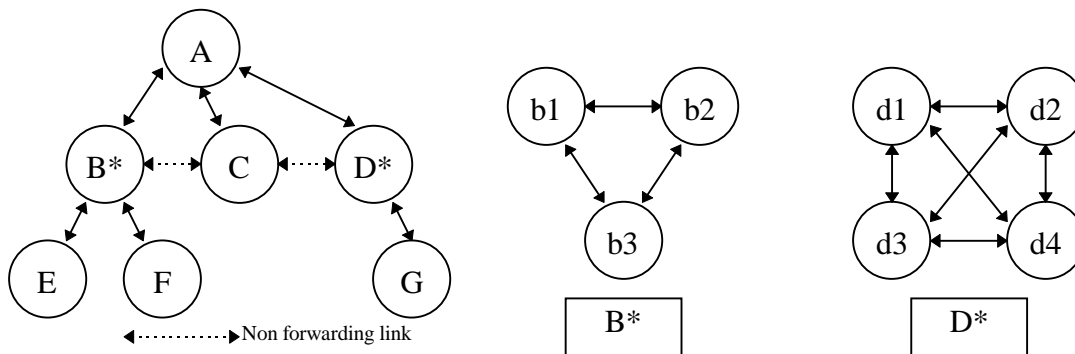 A
b1
b2
d1
d2
B*
C
D*
b3
d3
d4
E
F
G
Non forwarding link
B*
D*